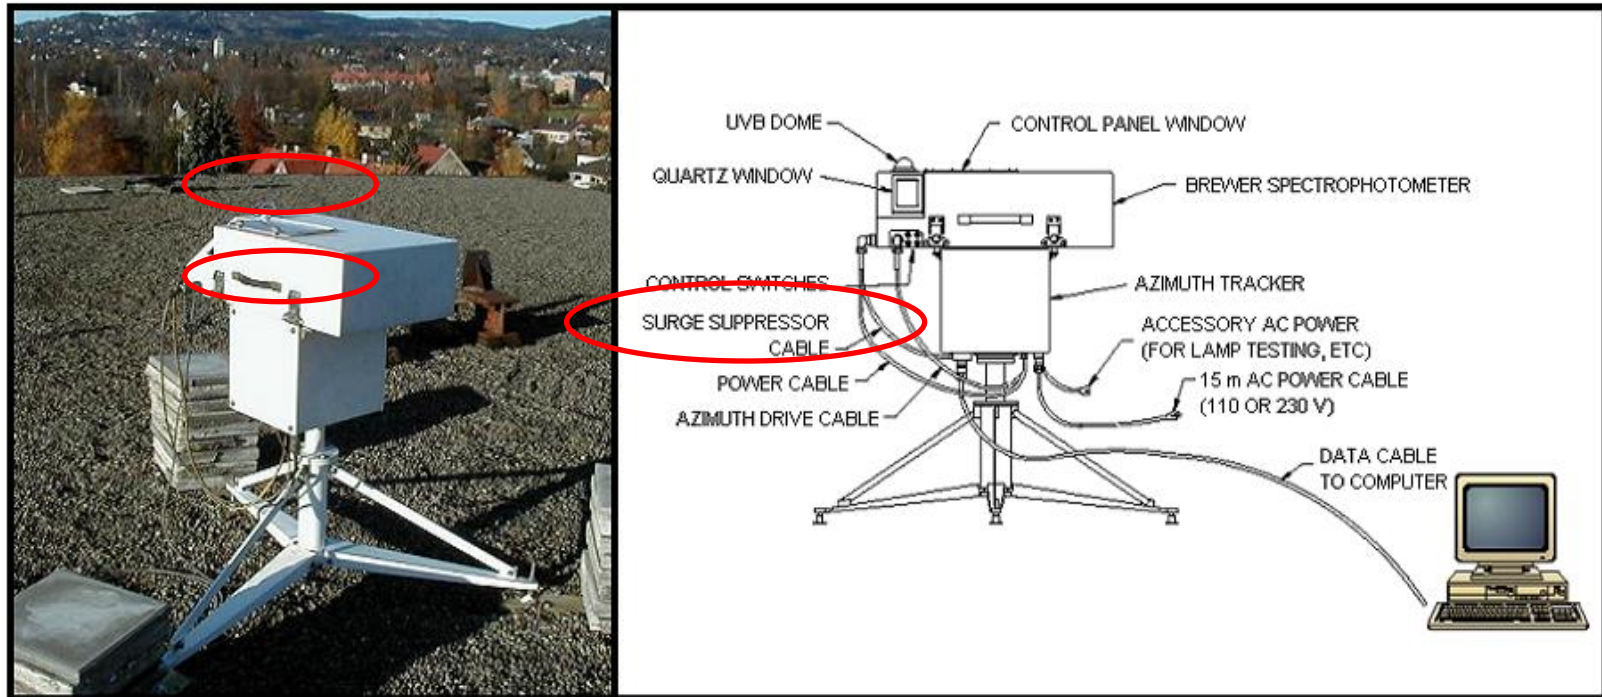 UVB DOME
CONTROL PANEL WINDOW
QUARTZ WINDOW
BREWER SPECTROPHOTOMETER
CONTROL SWITCHES
AZIMUTH TRACKER
SURGE SUPPRESSOR
CABLE
ACCESSORY AC POWER
(FOR LAMP TESTING, ETC)
POWER CABLE
15 m AC POWER CABLE
(110 OR 230 V)
AZIMUTH DRIVE CABLE
DATA CABLE
TO COMPUTER